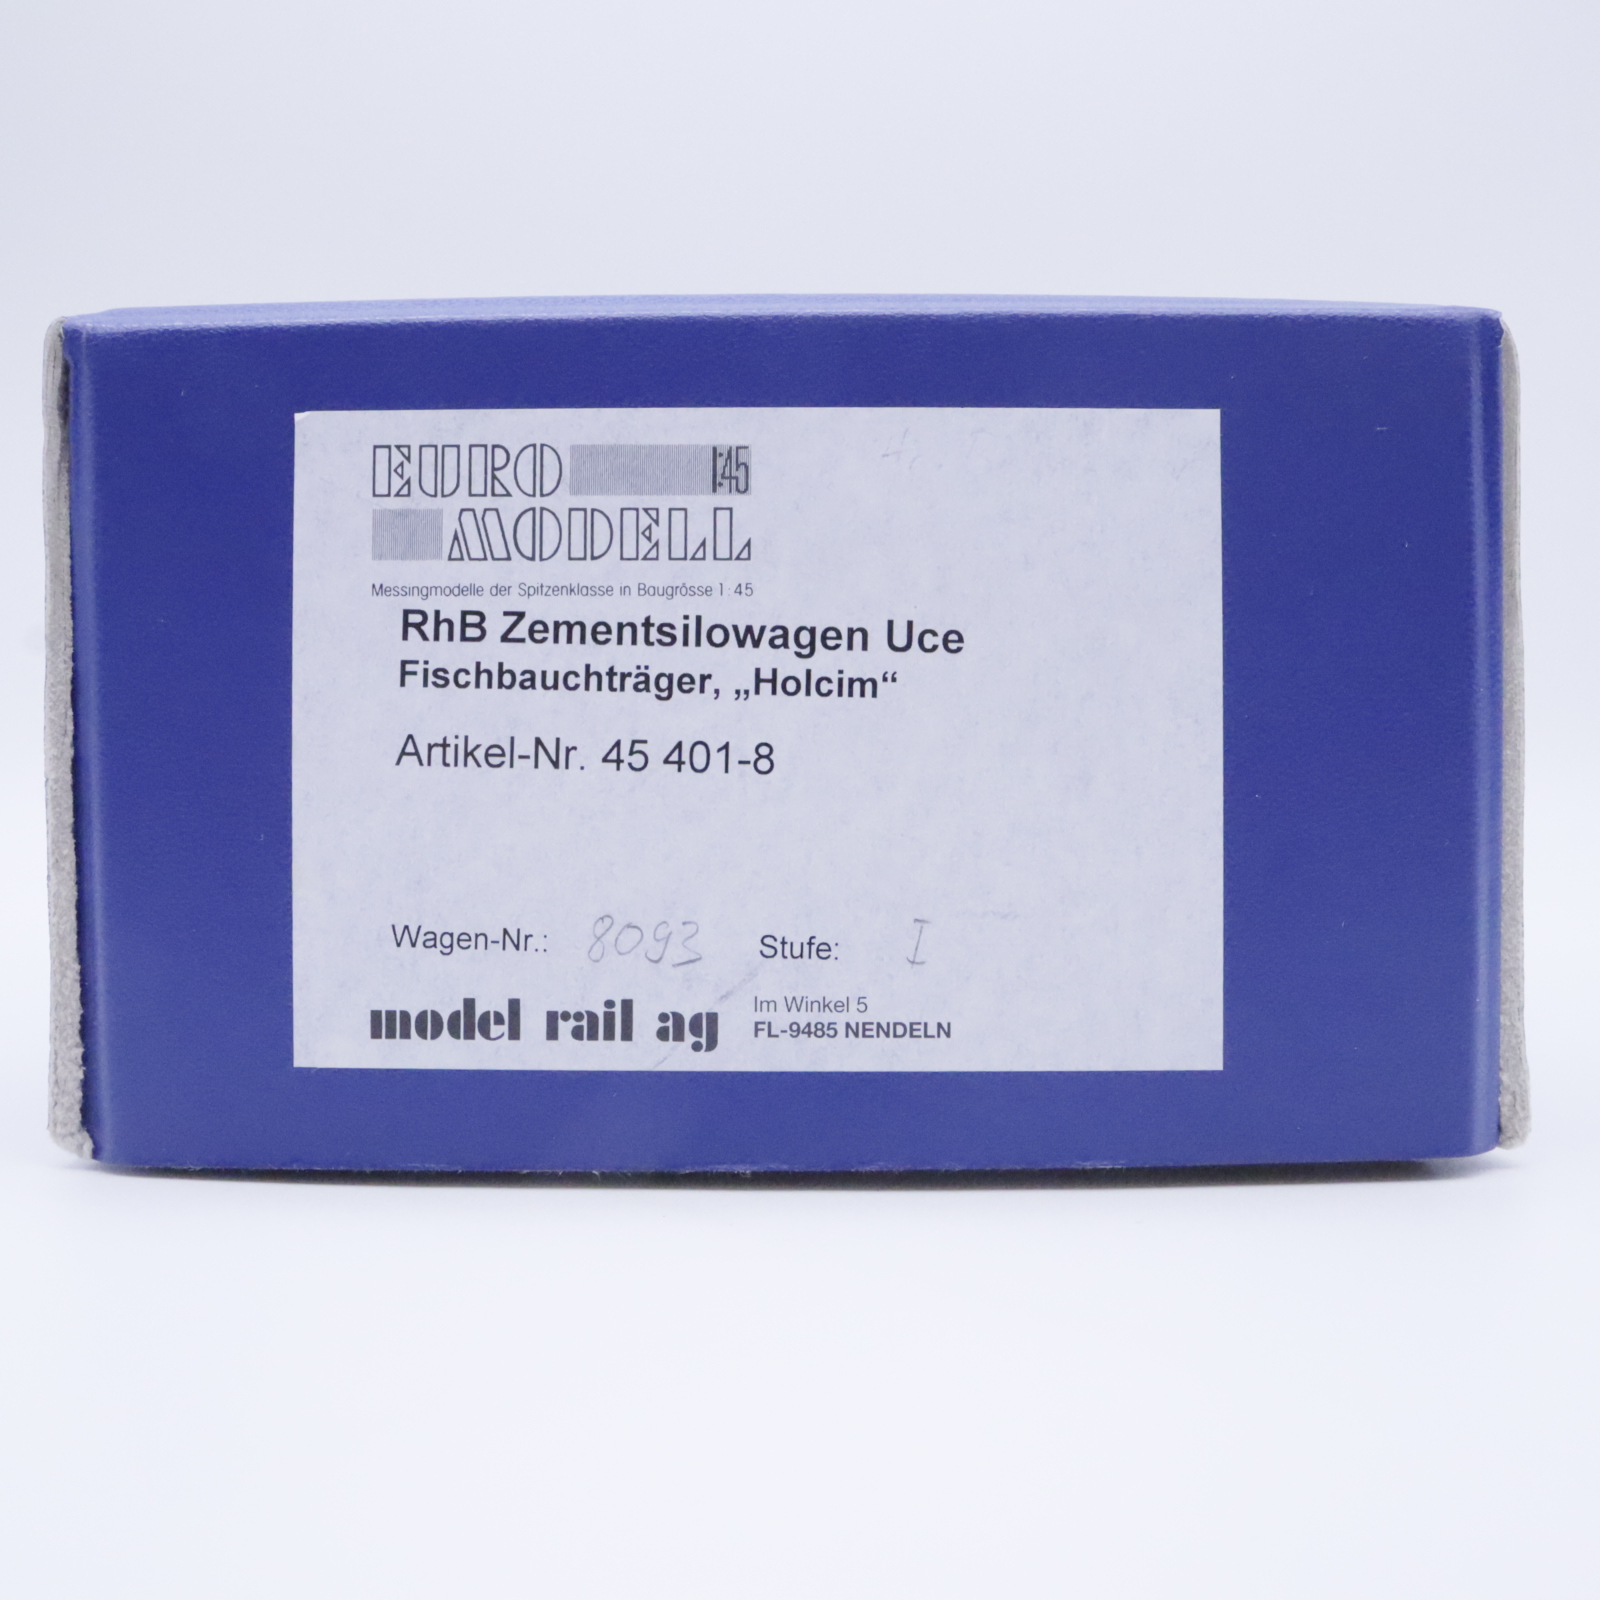 EURO 1:45
MODELL
Messingmodelle der Spitzenklasse in Baugrösse 1:45
RhB Zementsilowagen Uce
Fischbauchträger, „Holcim“
Artikel-Nr. 45 401-8
Wagen-Nr.: 8093 Stufe: I
model rail ag Im Winkel 5
FL-9485 NENDELN